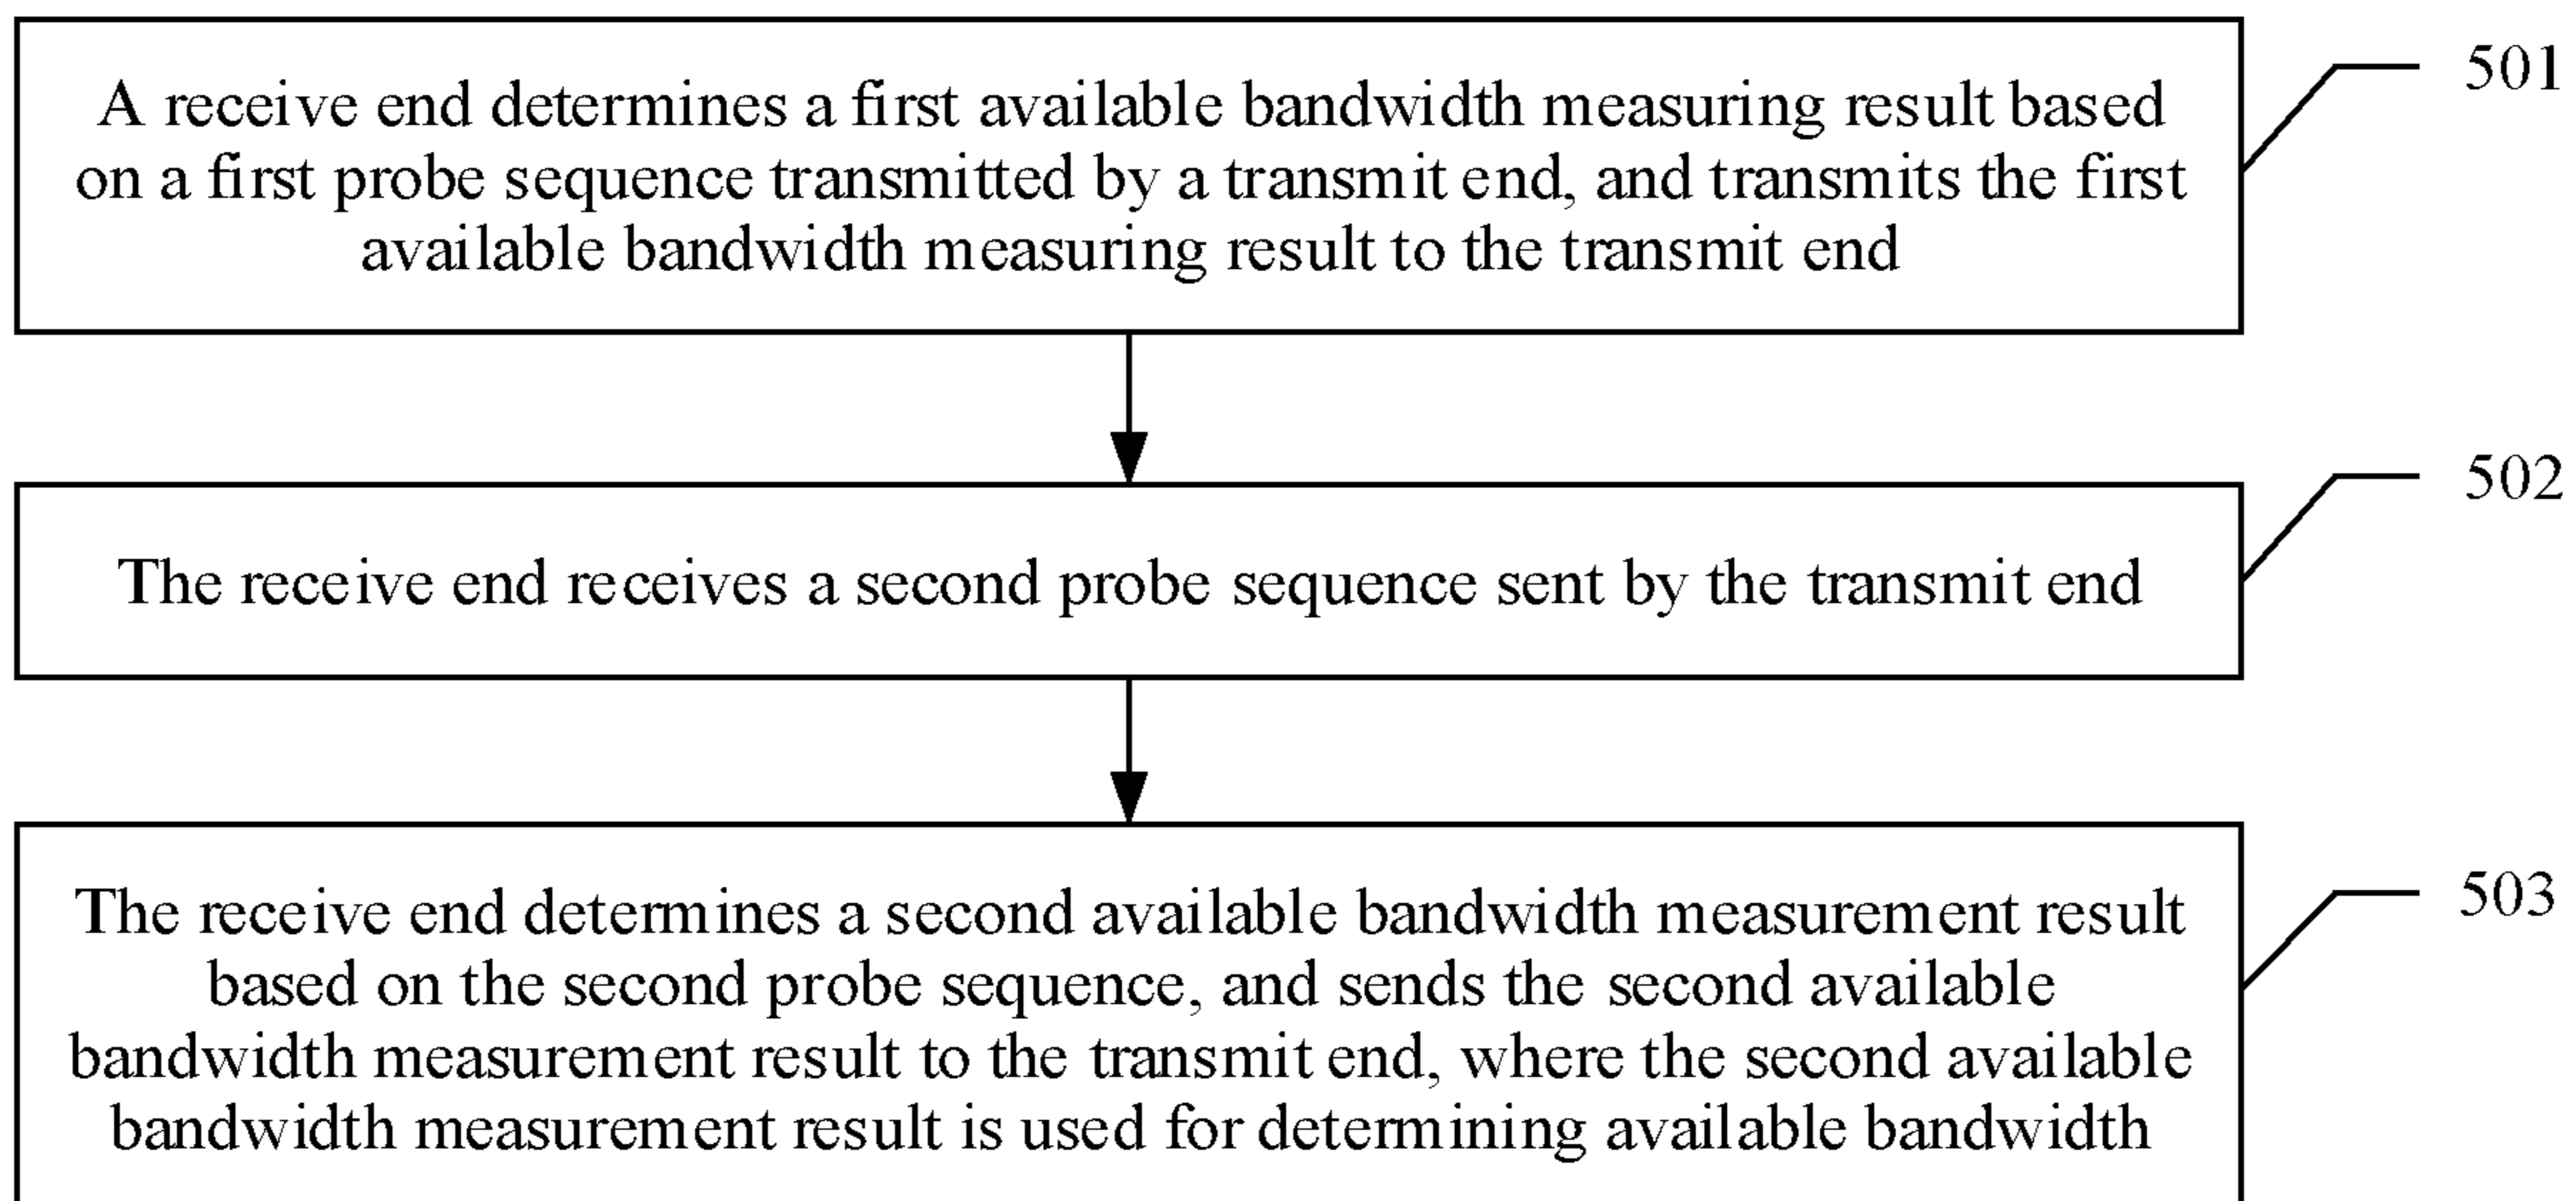 A receive end determines a first available bandwidth measuring result based
on a first probe sequence transmitted by a transmit end, and transmits the first
available bandwidth measuring result to the transmit end
501
The receive end receives a second probe sequence sent by the transmit end
502
The receive end determines a second available bandwidth measurement result
based on the second probe sequence, and sends the second available
bandwidth measurement result to the transmit end, where the second available
bandwidth measurement result is used for determining available bandwidth
503